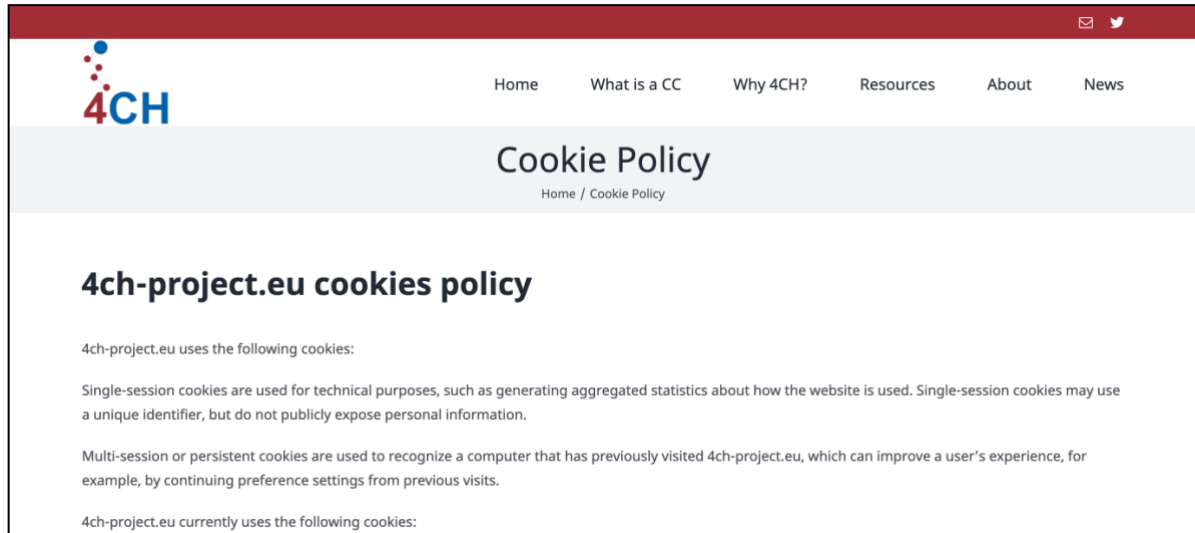 4CH
Home What is a CC Why 4CH? Resources About News
Cookie Policy
Home / Cookie Policy
4ch-project.eu cookies policy
4ch-project.eu uses the following cookies:
Single-session cookies are used for technical purposes, such as generating aggregated statistics about how the website is used. Single-session cookies may use
a unique identifier, but do not publicly expose personal information.
Multi-session or persistent cookies are used to recognize a computer that has previously visited 4ch-project.eu, which can improve a user’s experience, for
example, by continuing preference settings from previous visits.
4ch-project.eu currently uses the following cookies: